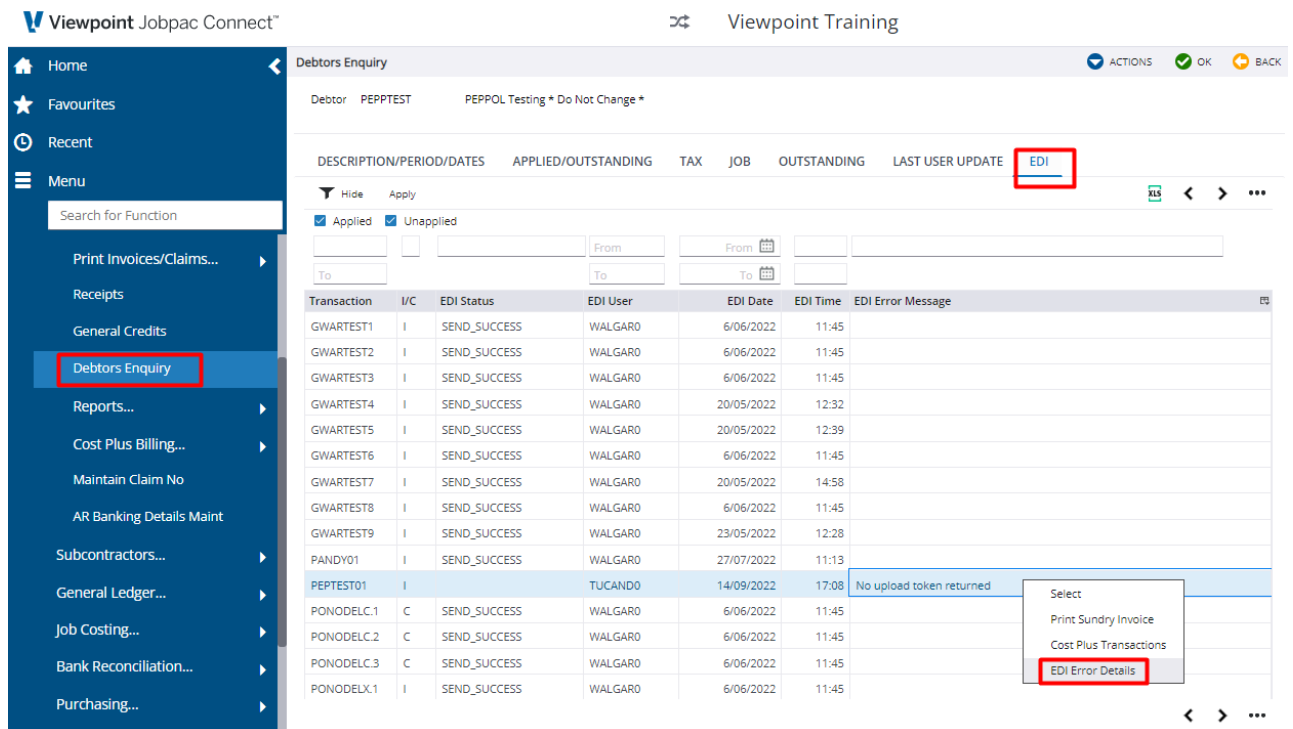 Viewpoint Jobpac Connect™
Viewpoint Training
Home
Favourites
Recent
Menu
Search for Function
Print Invoices/Claims...
Receipts
General Credits
Debtors Enquiry
Reports...
Cost Plus Billing...
Maintain Claim No
AR Banking Details Maint
Subcontractors...
General Ledger...
Job Costing...
Bank Reconciliation...
Purchasing...
Debtors Enquiry ACTIONS OK BACK
Debtor PEPPTEST PEPPOL Testing * Do Not Change *
DESCRIPTION/PERIOD/DATES APPLIED/OUTSTANDING TAX JOB OUTSTANDING LAST USER UPDATE EDI
Hide Apply XLS
Applied Unapplied
From From
To To To
Transaction I/C EDI Status EDI User EDI Date EDI Time EDI Error Message
GWARTEST1 I SEND_SUCCESS WALGAR0 6/06/2022 11:45
GWARTEST2 I SEND_SUCCESS WALGAR0 6/06/2022 11:45
GWARTEST3 I SEND_SUCCESS WALGAR0 6/06/2022 11:45
GWARTEST4 I SEND_SUCCESS WALGAR0 20/05/2022 12:32
GWARTEST5 I SEND_SUCCESS WALGAR0 20/05/2022 12:39
GWARTEST6 I SEND_SUCCESS WALGAR0 6/06/2022 11:45
GWARTEST7 I SEND_SUCCESS WALGAR0 20/05/2022 14:58
GWARTEST8 I SEND_SUCCESS WALGAR0 6/06/2022 11:45
GWARTEST9 I SEND_SUCCESS WALGAR0 23/05/2022 12:28
PANDY01 I SEND_SUCCESS WALGAR0 27/07/2022 11:13
PEPTEST01 I TUCAND0 14/09/2022 17:08 No upload token returned
PONODELC.1 C SEND_SUCCESS WALGAR0 6/06/2022 11:45
PONODELC.2 C SEND_SUCCESS WALGAR0 6/06/2022 11:45
PONODELC.3 C SEND_SUCCESS WALGAR0 6/06/2022 11:45
PONODELX.1 I SEND_SUCCESS WALGAR0 6/06/2022 11:45
Select
Print Sundry Invoice
Cost Plus Transactions
EDI Error Details